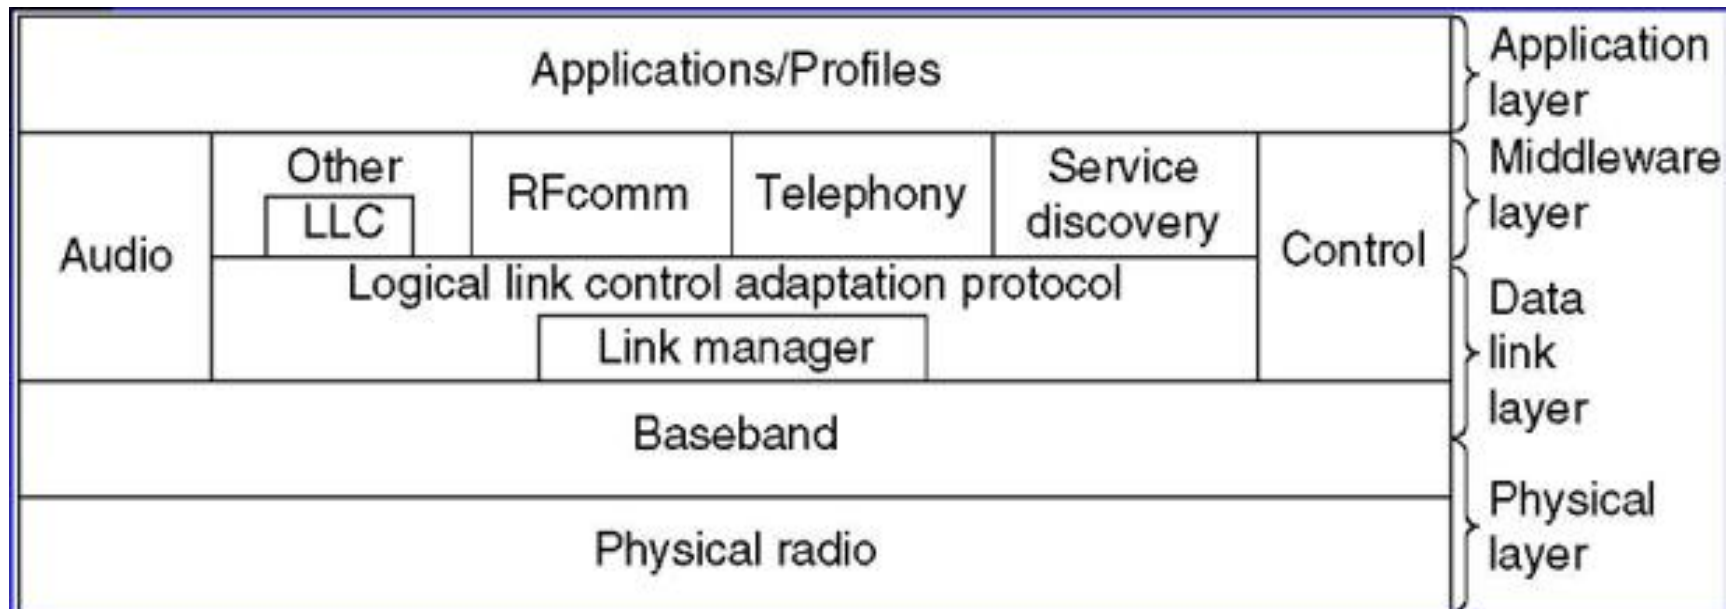 Applications/Profiles
Application
layer
Audio
Other
LLC
RFcomm
Telephony
Service
discovery
Control
Middleware
layer
Logical link control adaptation protocol
Link manager
Data
link
layer
Baseband
Physical radio
Physical
layer